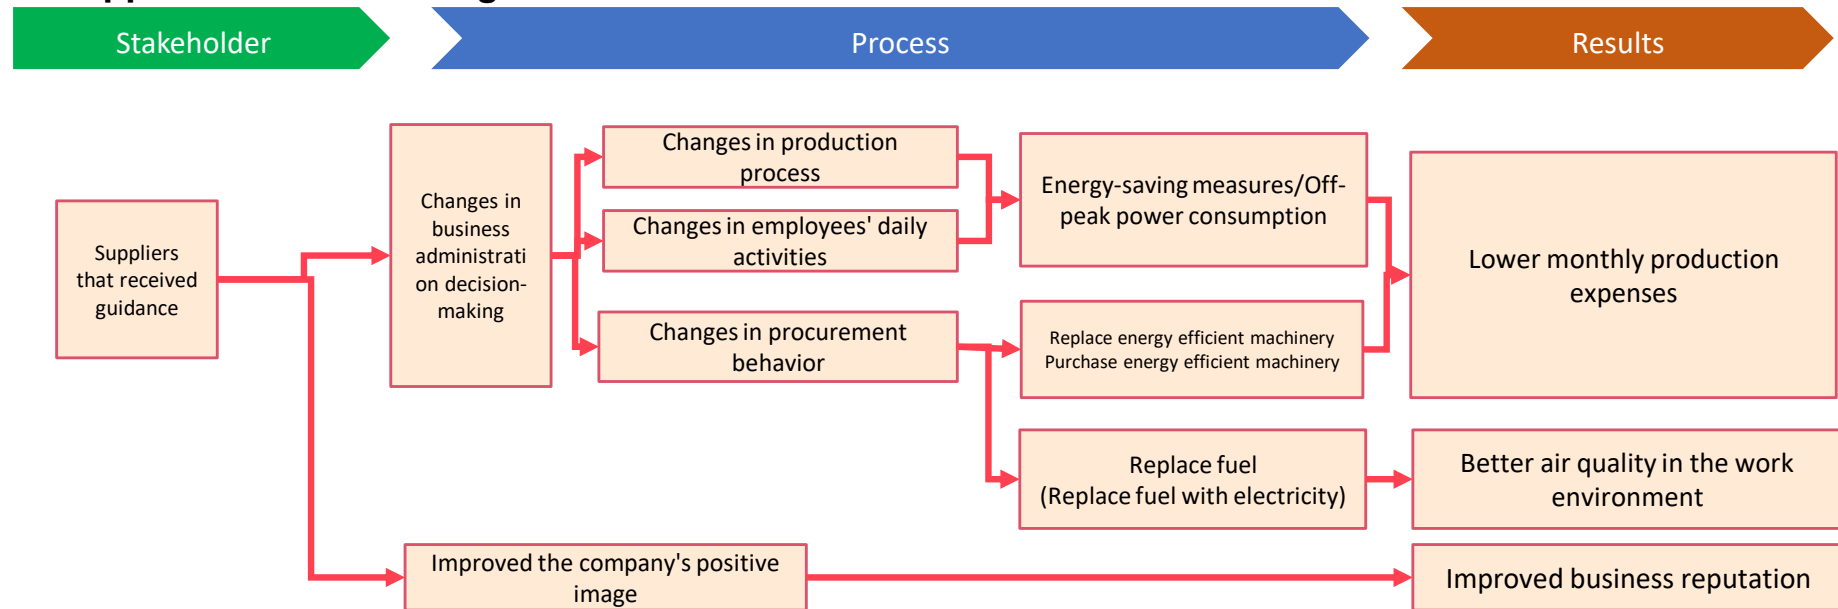 Stakeholder
Process
Results
Suppliers
that received
guidance
Changes in
business
administrati
on decision-
making
Changes in production
process
Changes in employees' daily
activities
Changes in procurement
behavior
Energy-saving measures/Off-
peak power consumption
Replace energy efficient machinery
Purchase energy efficient machinery
Replace fuel
(Replace fuel with electricity)
Lower monthly production
expenses
Better air quality in the work
environment
Improved the company's positive
image
Improved business reputation